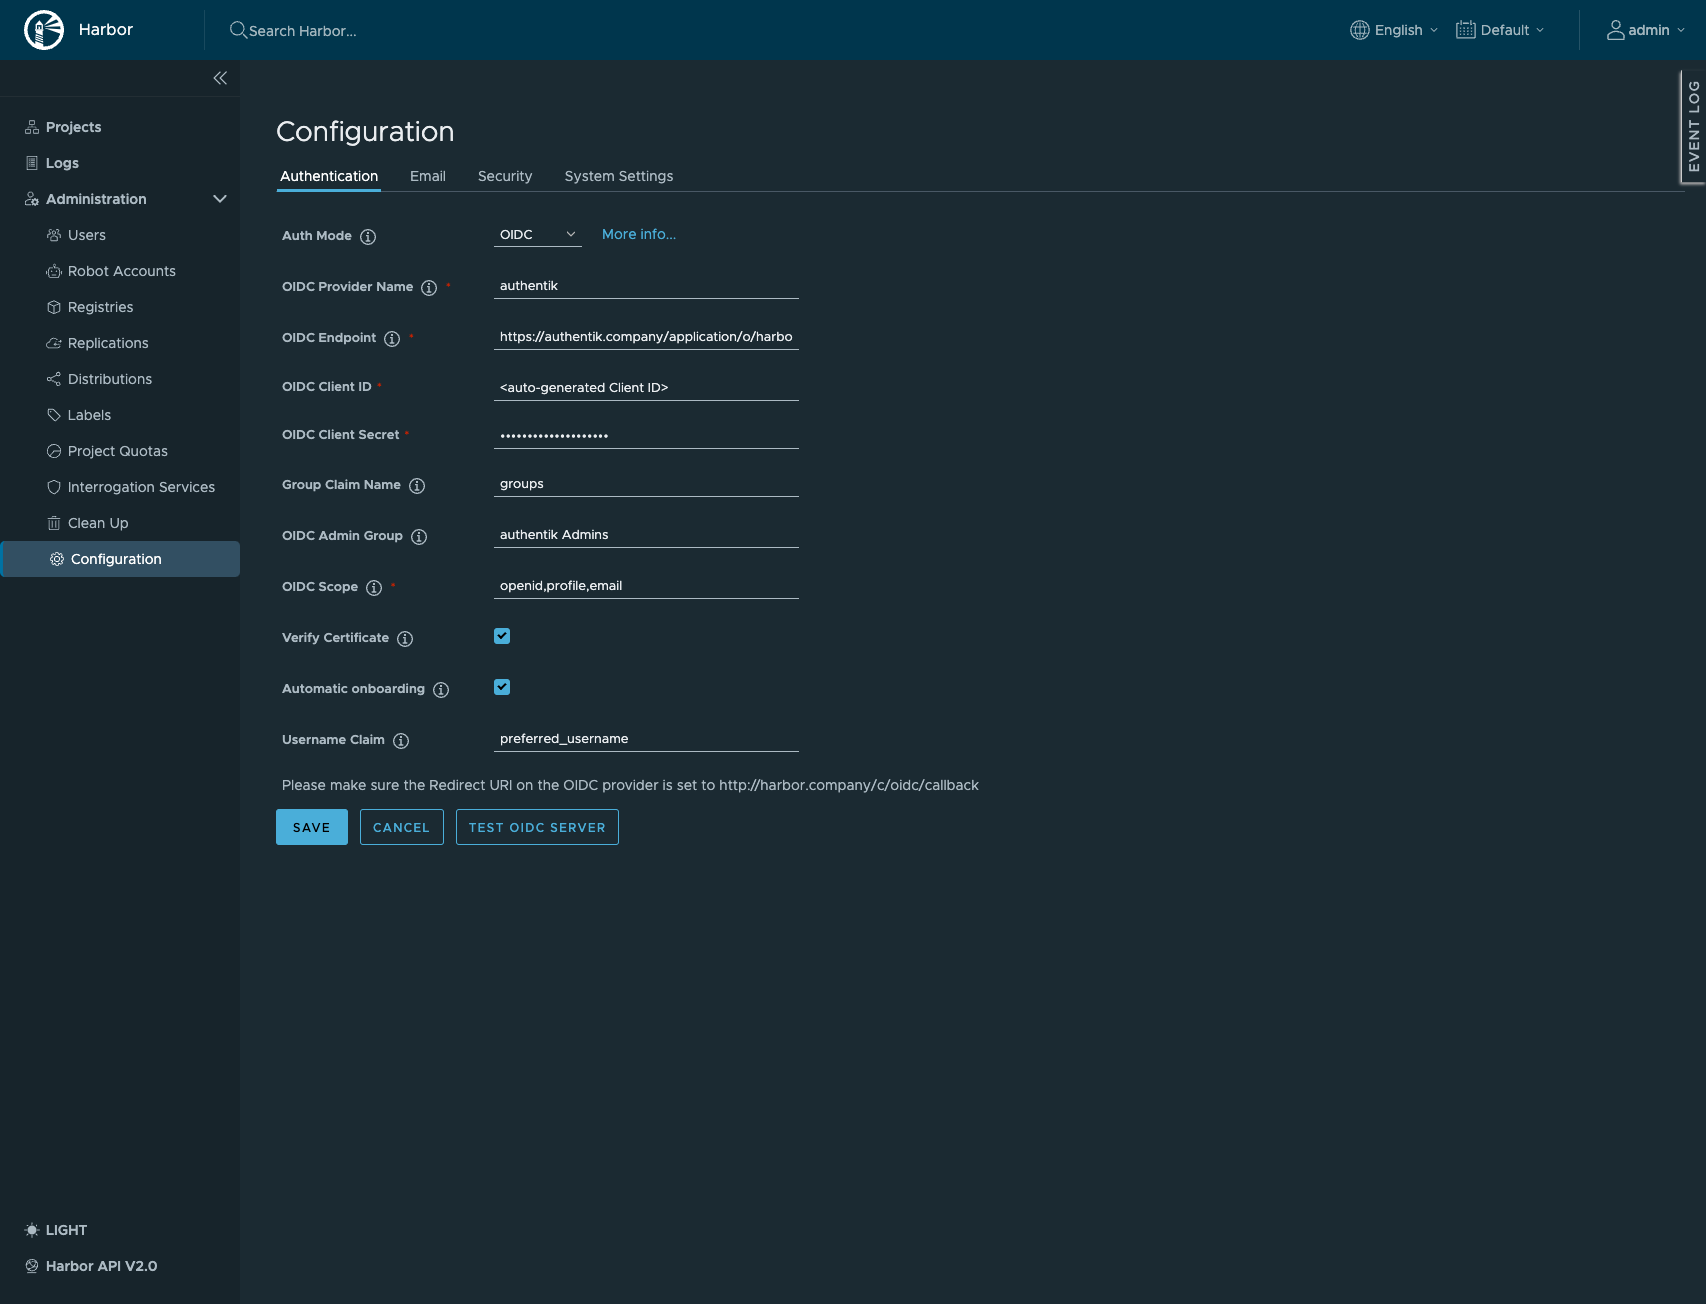 Harbor
Search Harbor...
English
Default
admin
EVENT LOG
Projects
Logs
Administration
Users
Robot Accounts
Registries
Replications
Distributions
Labels
Project Quotas
Interrogation Services
Clean Up
Configuration
LIGHT
Harbor API V2.0
Configuration
Authentication Email Security System Settings
Auth Mode OIDC More info...
OIDC Provider Name * authentik
OIDC Endpoint * https://authentik.company/application/o/harbo
OIDC Client ID * <auto-generated Client ID>
OIDC Client Secret * ••••••••••••••••••••
Group Claim Name groups
OIDC Admin Group authentik Admins
OIDC Scope * openid,profile,email
Verify Certificate
Automatic onboarding
Username Claim preferred_username
Please make sure the Redirect URI on the OIDC provider is set to http://harbor.company/c/oidc/callback
SAVE CANCEL TEST OIDC SERVER